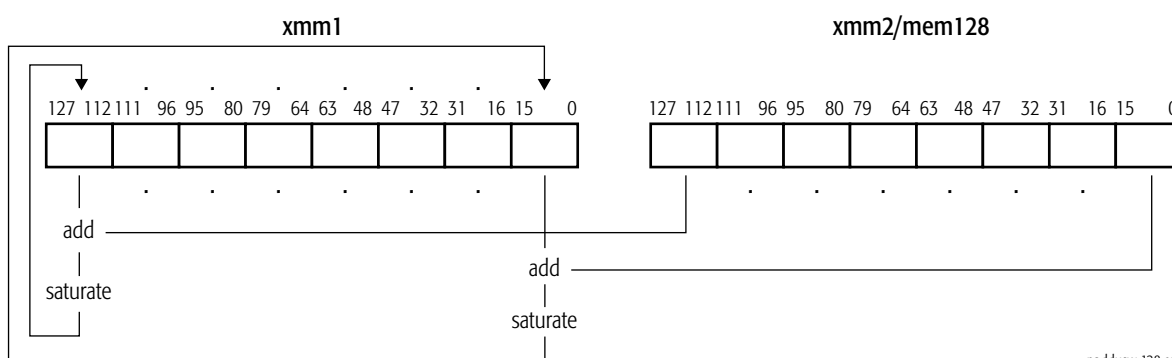 xmm1 xmm2/mem128
127 112 111 96 95 80 79 64 63 48 47 32 31 16 15 0 127 112 111 96 95 80 79 64 63 48 47 32 31 16 15 0
add
add
saturate
saturate